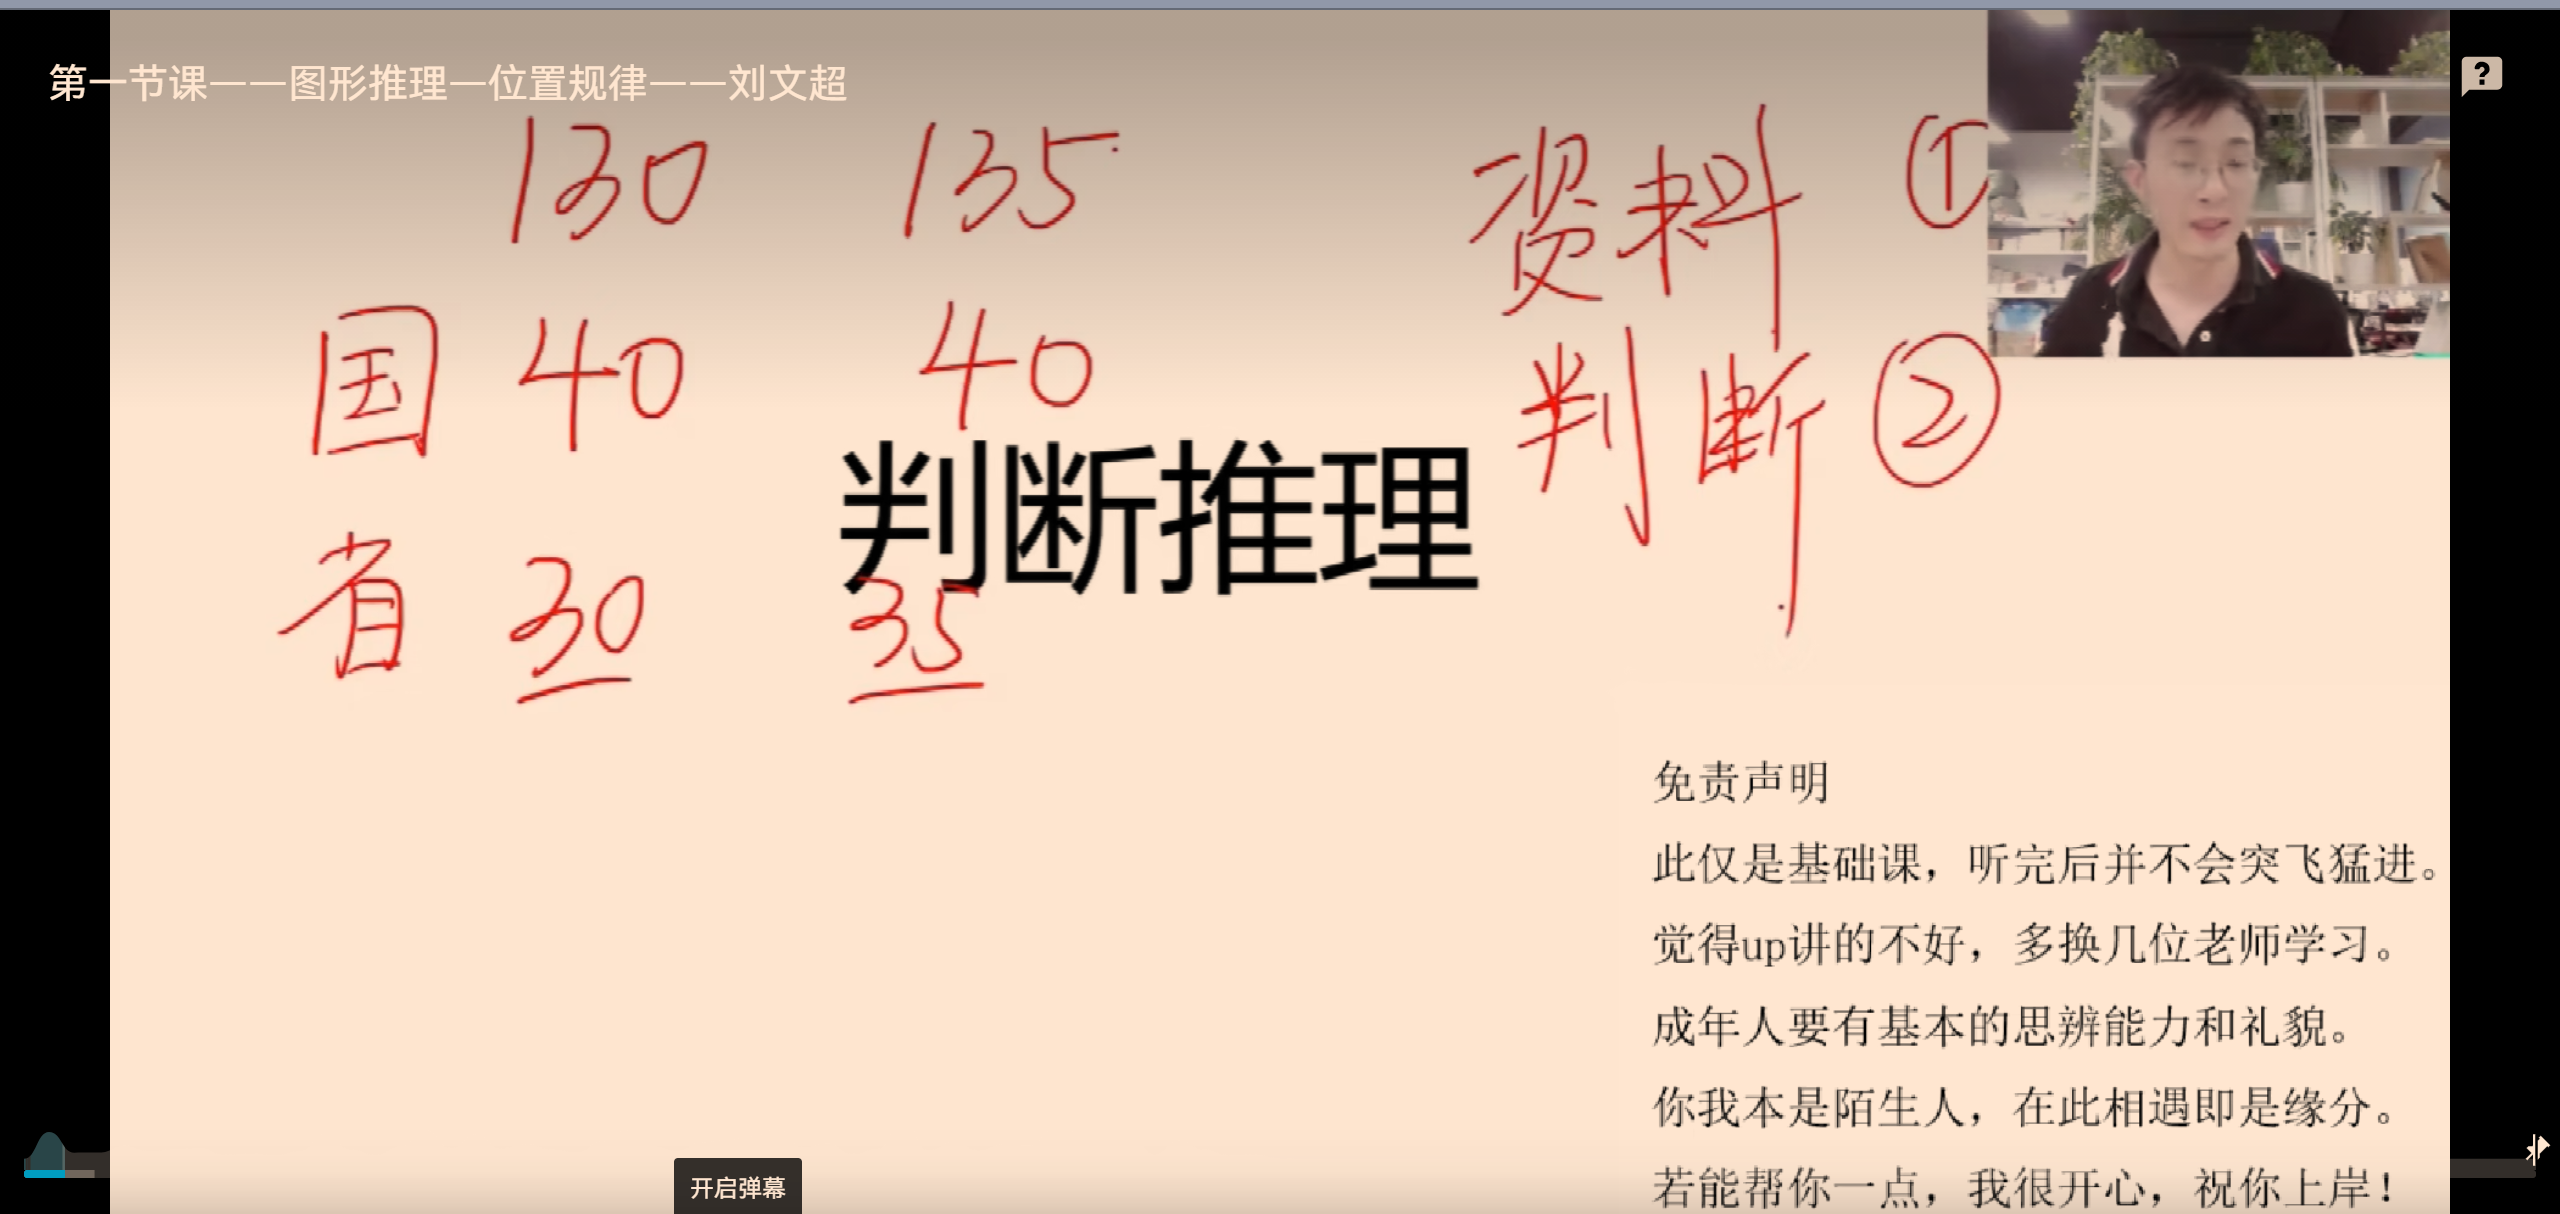 第一节课——图形推理—位置规律——刘文超
130 135 资料 ①
国 40 40 判断 ②
判断推理
省 30 35
免责声明
此仅是基础课，听完后并不会突飞猛进。
觉得up讲的不好，多换几位老师学习。
成年人要有基本的思辨能力和礼貌。
你我本是陌生人，在此相遇即是缘分。
若能帮你一点，我很开心，祝你上岸！
开启弹幕